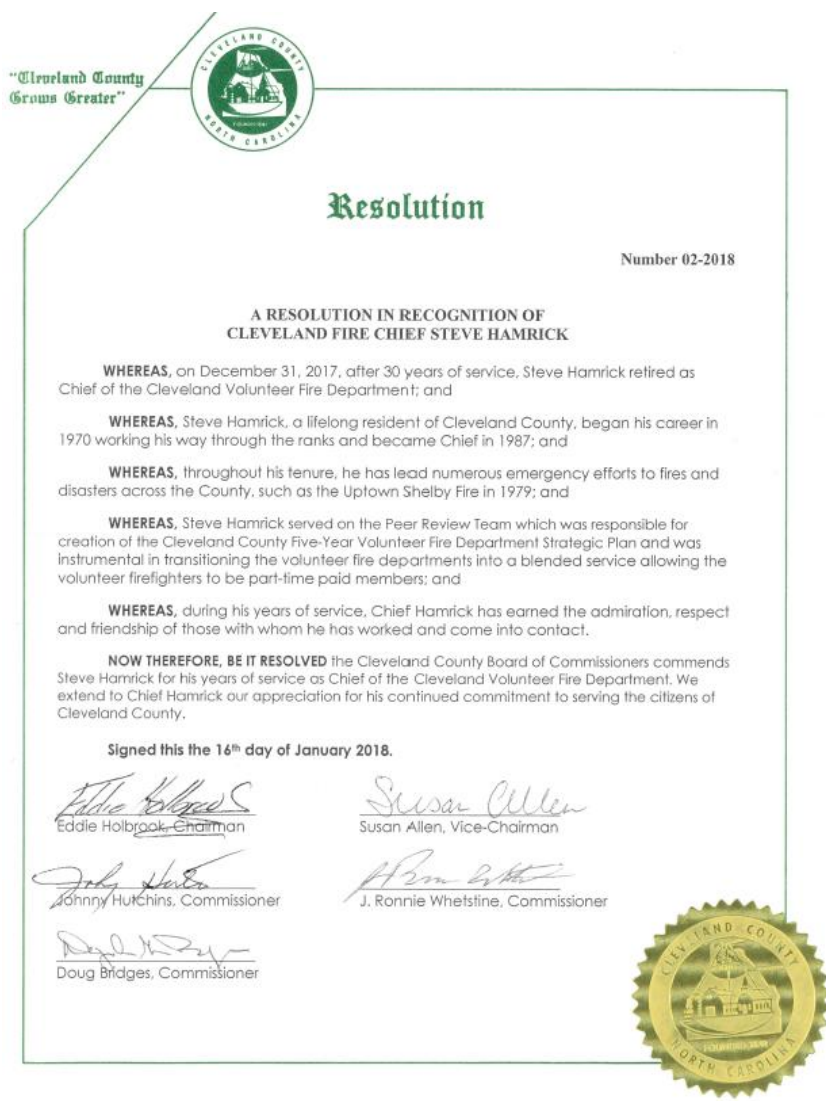 "Cleveland County
Grows Greater"
CLEVELAND COUNTY
NORTH CAROLINA
Resolution
Number 02-2018
A RESOLUTION IN RECOGNITION OF
CLEVELAND FIRE CHIEF STEVE HAMRICK
WHEREAS, on December 31, 2017, after 30 years of service, Steve Hamrick retired as
Chief of the Cleveland Volunteer Fire Department; and
WHEREAS, Steve Hamrick, a lifelong resident of Cleveland County, began his career in
1970 working his way through the ranks and became Chief in 1987; and
WHEREAS, throughout his tenure, he has lead numerous emergency efforts to fires and
disasters across the County, such as the Uptown Shelby Fire in 1979; and
WHEREAS, Steve Hamrick served on the Peer Review Team which was responsible for
creation of the Cleveland County Five-Year Volunteer Fire Department Strategic Plan and was
instrumental in transitioning the volunteer fire departments into a blended service allowing the
volunteer firefighters to be part-time paid members; and
WHEREAS, during his years of service, Chief Hamrick has earned the admiration, respect
and friendship of those with whom he has worked and come into contact.
NOW THEREFORE, BE IT RESOLVED the Cleveland County Board of Commissioners commends
Steve Hamrick for his years of service as Chief of the Cleveland Volunteer Fire Department. We
extend to Chief Hamrick our appreciation for his continued commitment to serving the citizens of
Cleveland County.
Signed this the 16th day of January 2018.
Eddie Holbrook, Chairman
Susan Allen
Susan Allen, Vice-Chairman
Johnny Hutchins, Commissioner
J. Ronnie Whetstine, Commissioner
Doug Bridges, Commissioner
CLEVELAND COUNTY
NORTH CAROLINA